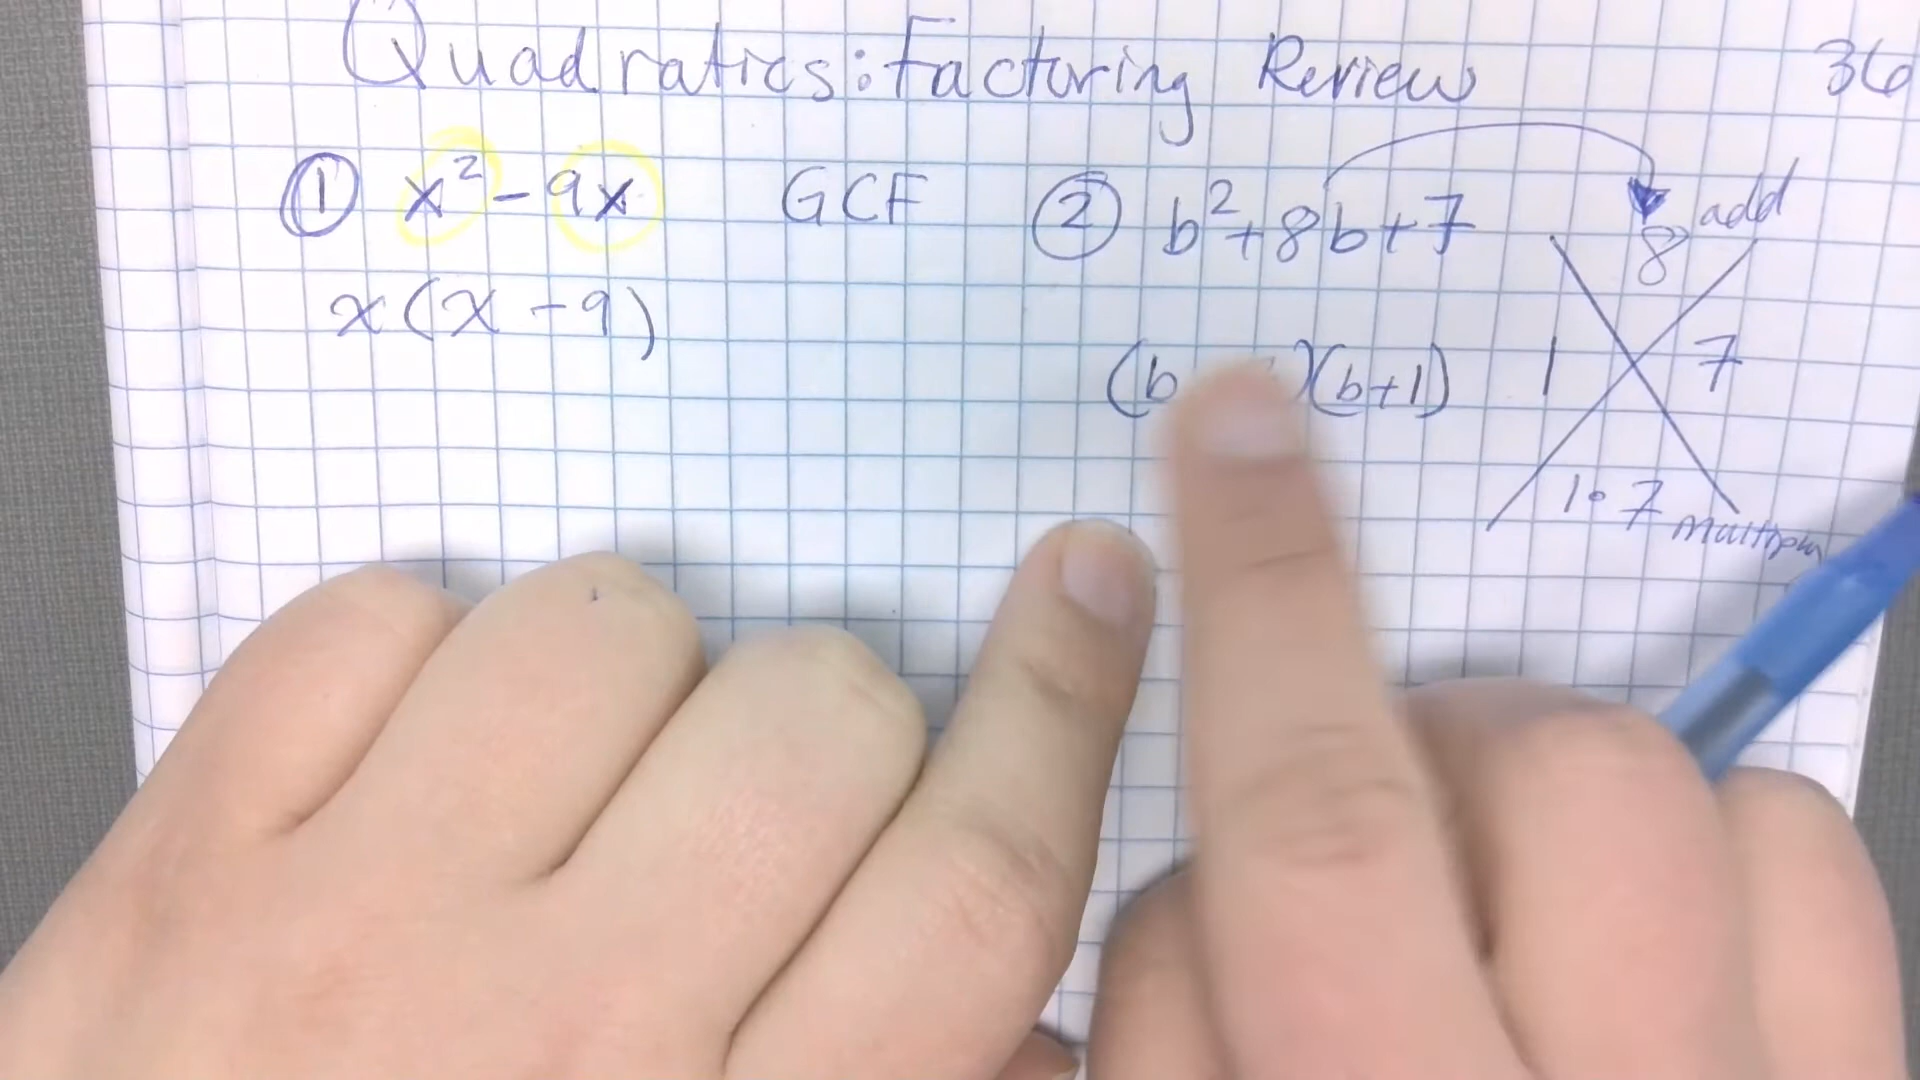 Quadratics: Factoring Review 36
① x² - 9x GCF
x(x - 9)
② b² + 8b + 7
(b )(b+1)
8 add
1 7
1 • 7